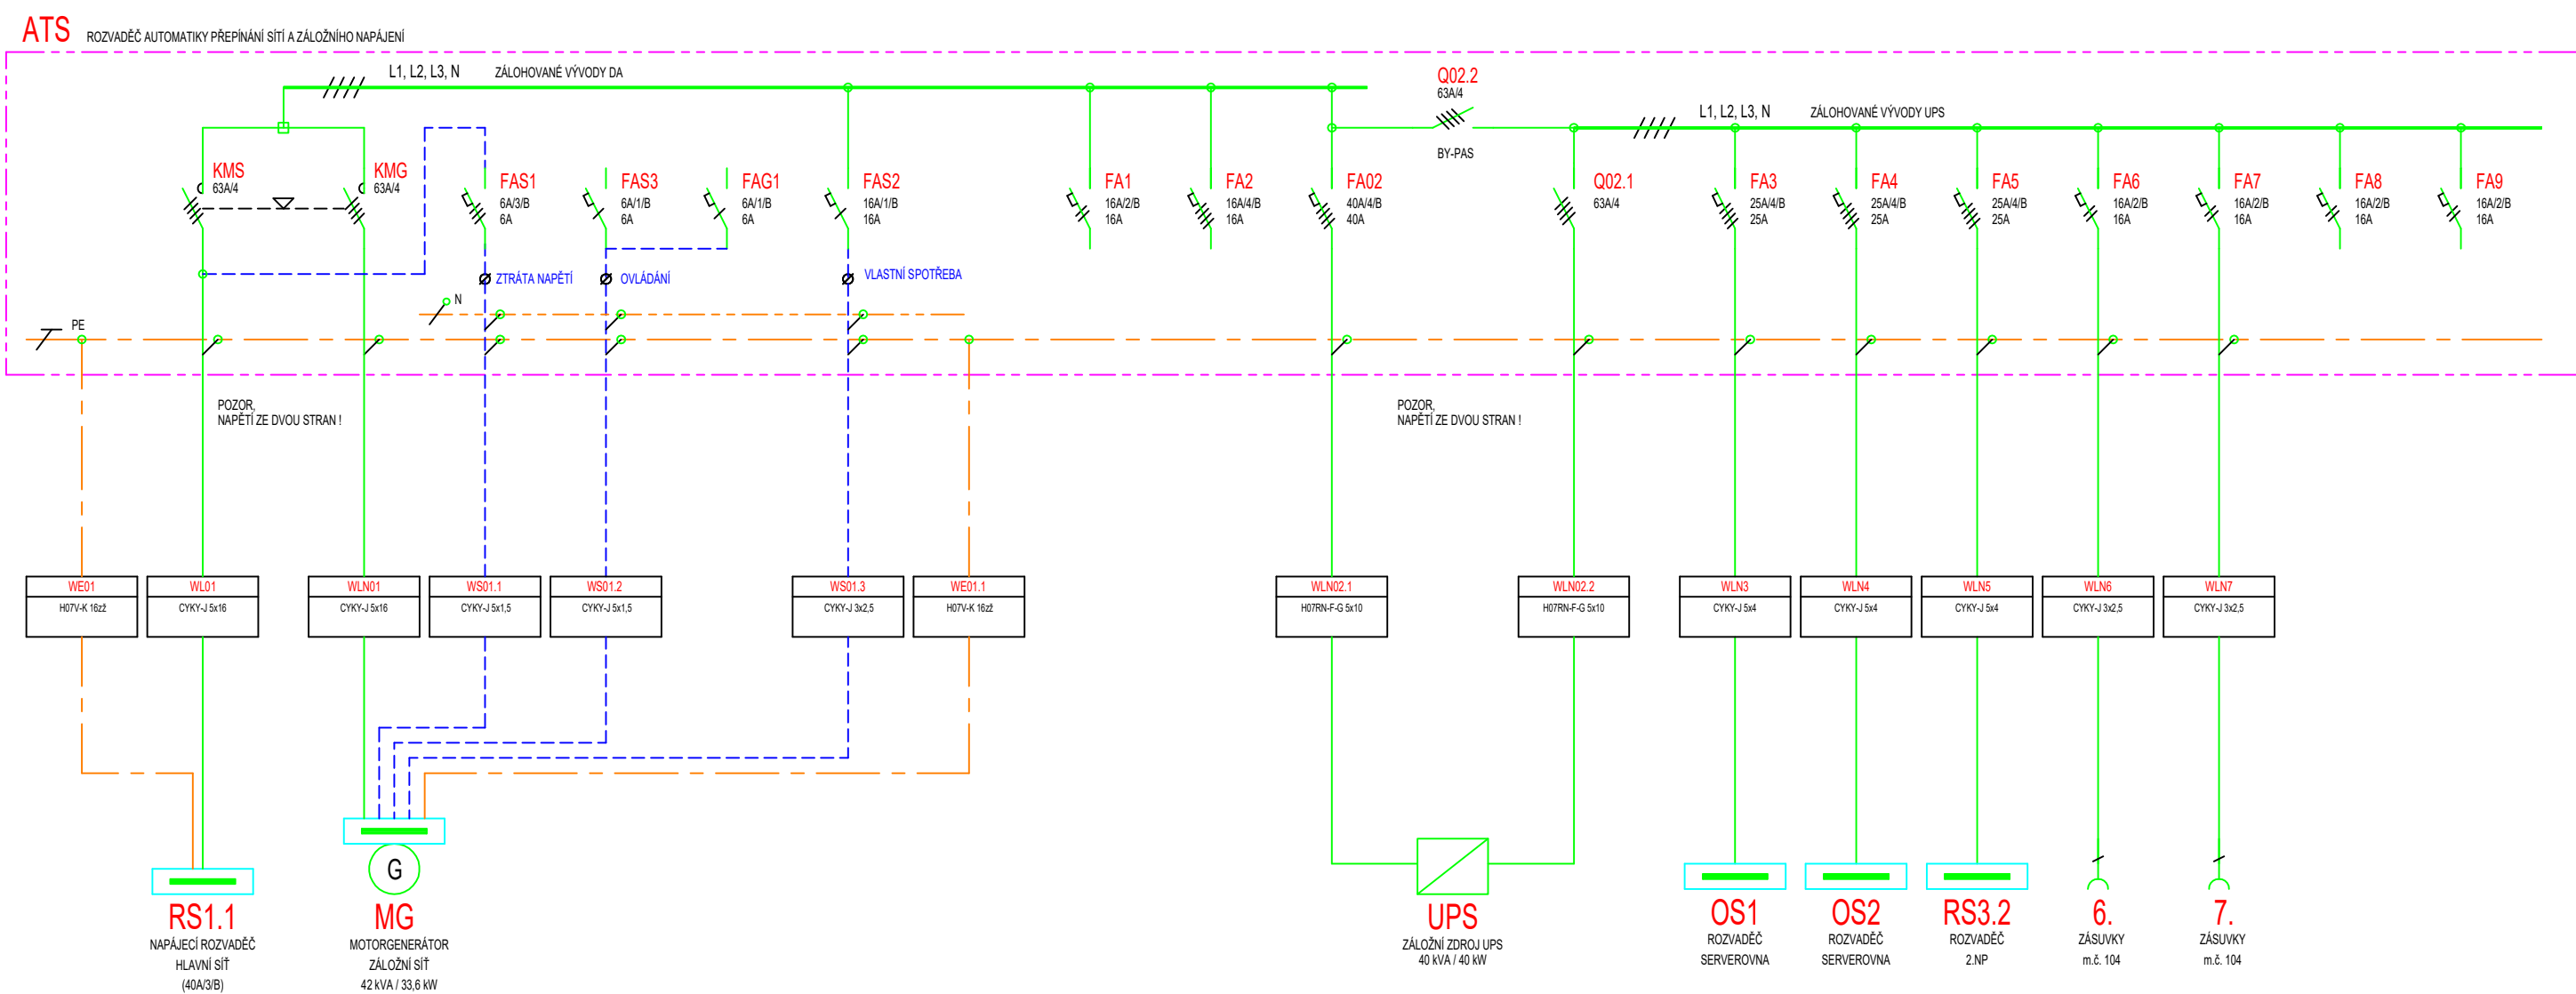 ATS ROZVADĚČ AUTOMATIKY PŘEPÍNÁNÍ SÍTÍ A ZÁLOŽNÍHO NAPÁJENÍ
L1, L2, L3, N ZÁLOHOVANÉ VÝVODY DA
Q02.2
63A/4
BY-PAS
L1, L2, L3, N ZÁLOHOVANÉ VÝVODY UPS
KMS
63A/4
KMG
63A/4
FAS1
6A/3/B
6A
FAS3
6A/1/B
6A
FAG1
6A/1/B
6A
FAS2
16A/1/B
16A
FA1
16A/2/B
16A
FA2
16A/4/B
16A
FA02
40A/4/B
40A
Q02.1
63A/4
FA3
25A/4/B
25A
FA4
25A/4/B
25A
FA5
25A/4/B
25A
FA6
16A/2/B
16A
FA7
16A/2/B
16A
FA8
16A/2/B
16A
FA9
16A/2/B
16A
ZTRÁTA NAPĚTÍ
OVLÁDÁNÍ
VLASTNÍ SPOTŘEBA
N
PE
POZOR,
NAPĚTÍ ZE DVOU STRAN !
POZOR,
NAPĚTÍ ZE DVOU STRAN !
WE01
H07V-K 16zž
WL01
CYKY-J 5x16
WLN01
CYKY-J 5x16
WS01.1
CYKY-J 5x1,5
WS01.2
CYKY-J 5x1,5
WS01.3
CYKY-J 3x2,5
WE01.1
H07V-K 16zž
WLN02.1
H07RN-F-G 5x10
WLN02.2
H07RN-F-G 5x10
WLN3
CYKY-J 5x4
WLN4
CYKY-J 5x4
WLN5
CYKY-J 5x4
WLN6
CYKY-J 3x2,5
WLN7
CYKY-J 3x2,5
G
RS1.1
NAPÁJECÍ ROZVADĚČ
HLAVNÍ SÍŤ
(40A/3/B)
MG
MOTORGENERÁTOR
ZÁLOŽNÍ SÍŤ
42 kVA / 33,6 kW
UPS
ZÁLOŽNÍ ZDROJ UPS
40 kVA / 40 kW
OS1
ROZVADĚČ
SERVEROVNA
OS2
ROZVADĚČ
SERVEROVNA
RS3.2
ROZVADĚČ
2.NP
6.
ZÁSUVKY
m.č. 104
7.
ZÁSUVKY
m.č. 104